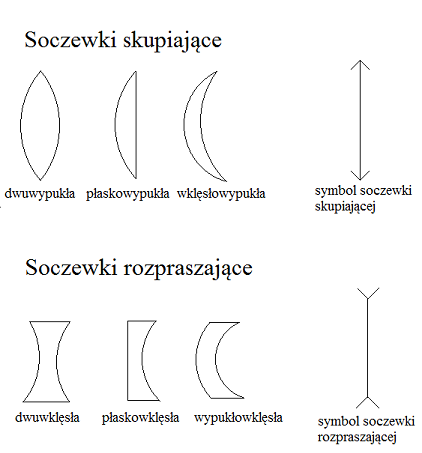 Soczewki skupiające
dwuwypukła płaskowypukła wklęsłowypukła
symbol soczewki
skupiającej
Soczewki rozpraszające
dwuwklęsła płaskowklęsła wypukłowklęsła
symbol soczewki
rozpraszającej